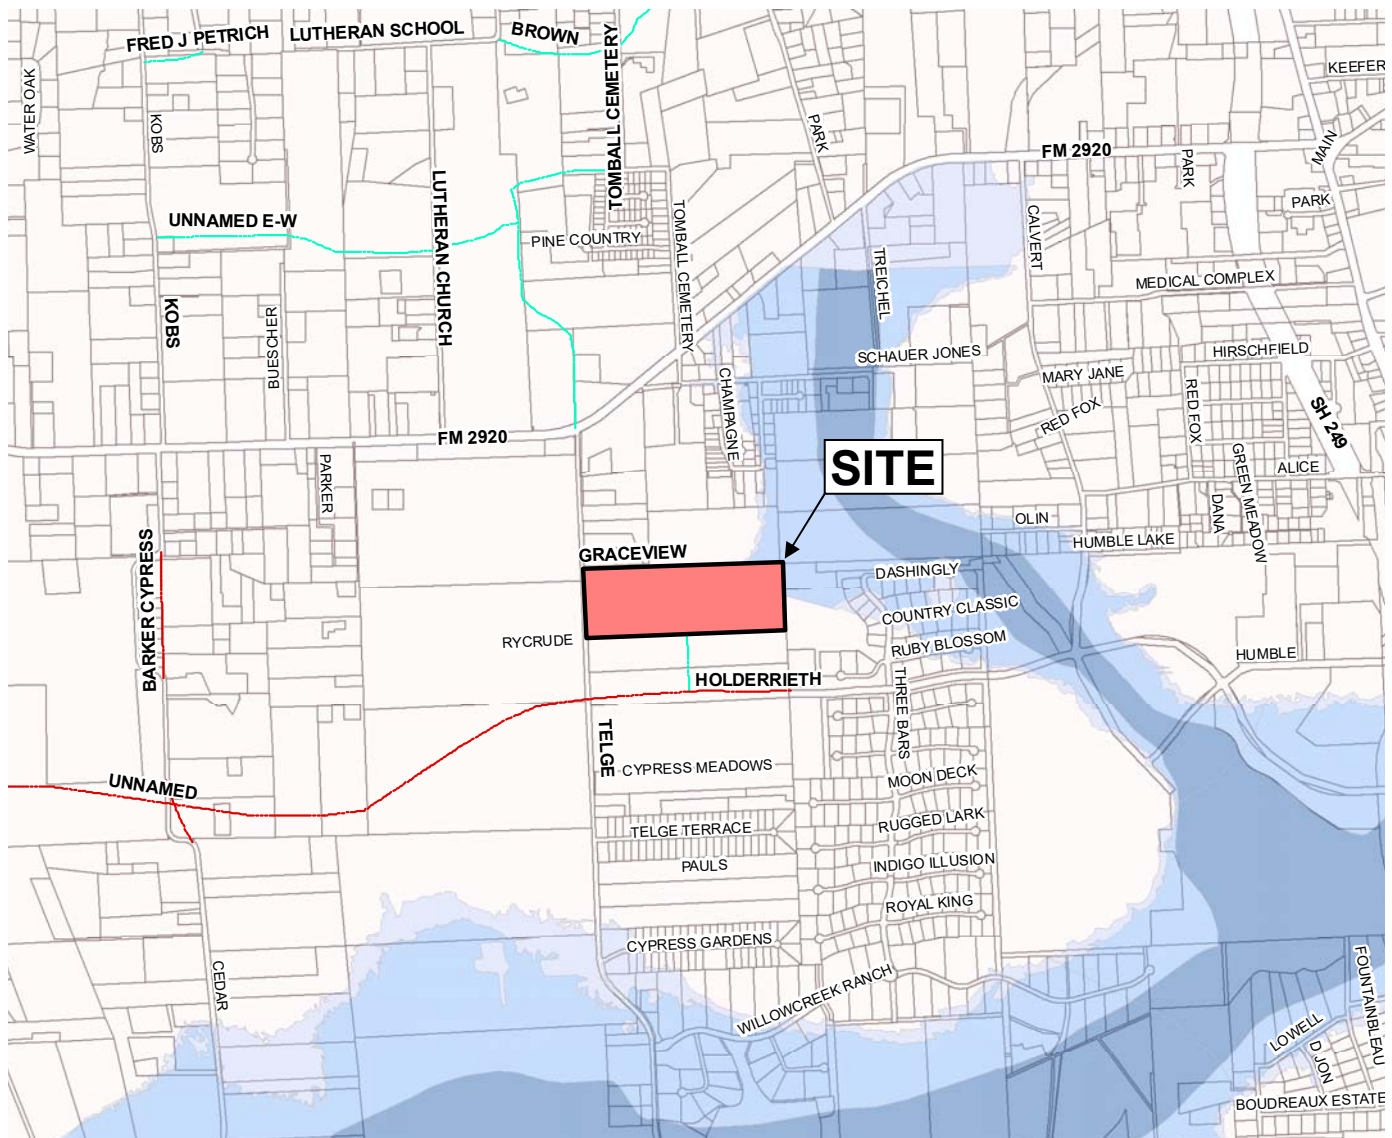 FRED J PETRICH
LUTHERAN SCHOOL
BROWN
TOMBALL CEMETERY
KEEFER
WATER OAK
KOBS
PARK
FM 2920
PARK
MAIN
LUTHERAN CHURCH
PARK
UNNAMED E-W
PINE COUNTRY
TOMBALL CEMETERY
CALVERT
TREICHEL
MEDICAL COMPLEX
KOBS
BUESCHER
SCHAUER JONES
HIRSCHFIELD
MARY JANE
CHAMPAGNE
RED FOX
RED FOX
SH 249
FM 2920
SITE
GREEN MEADOW
ALICE
PARKER
DANA
OLIN
BARKER CYPRESS
HUMBLE LAKE
GRACEVIEW
DASHINGLY
COUNTRY CLASSIC
RYCRUDE
RUBY BLOSSOM
HUMBLE
HOLDERRIETH
THREE BARS
TELGE
CYPRESS MEADOWS
MOON DECK
UNNAMED
RUGGED LARK
TELGE TERRACE
PAULS
INDIGO ILLUSION
ROYAL KING
CYPRESS GARDENS
CEDAR
WILLOWCREEK RANCH
FOUNTAINBLEAU
LOWELL
D JON
BOUDREAUX ESTATE